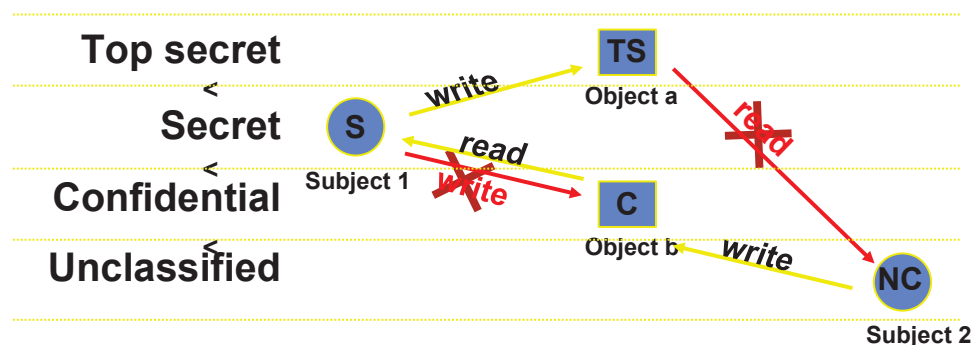 Top secret
<
Secret
<
Confidential
<
Unclassified
TS
Object a
write
read
S
Subject 1
read
write
C
Object b
write
NC
Subject 2